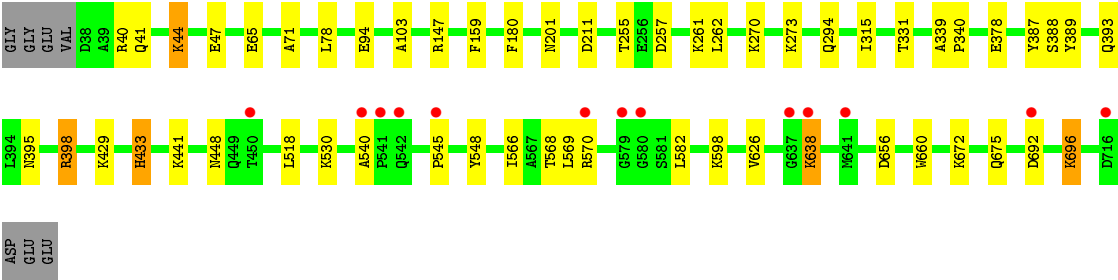 GLY GLY GLU VAL D38 A39 R40 Q41 K44 E47 E65 A71 L78 E94 A103 R147 F159 F180 N201 D211 T255 E256 D257 K261 L262 K270 K273 Q294 I315 T331 A339 P340 E378 Y387 S388 Y389 Q393
L394 N395 R398 K429 H433 K441 N448 Q449 T450 L518 K530 A540 P541 Q542 P545 Y548 I566 A567 T568 L569 R570 G579 G580 S581 L582 K598 V626 G637 K638 M641 D656 W660 K672 Q675 D692 K696 D716
ASP GLU GLU